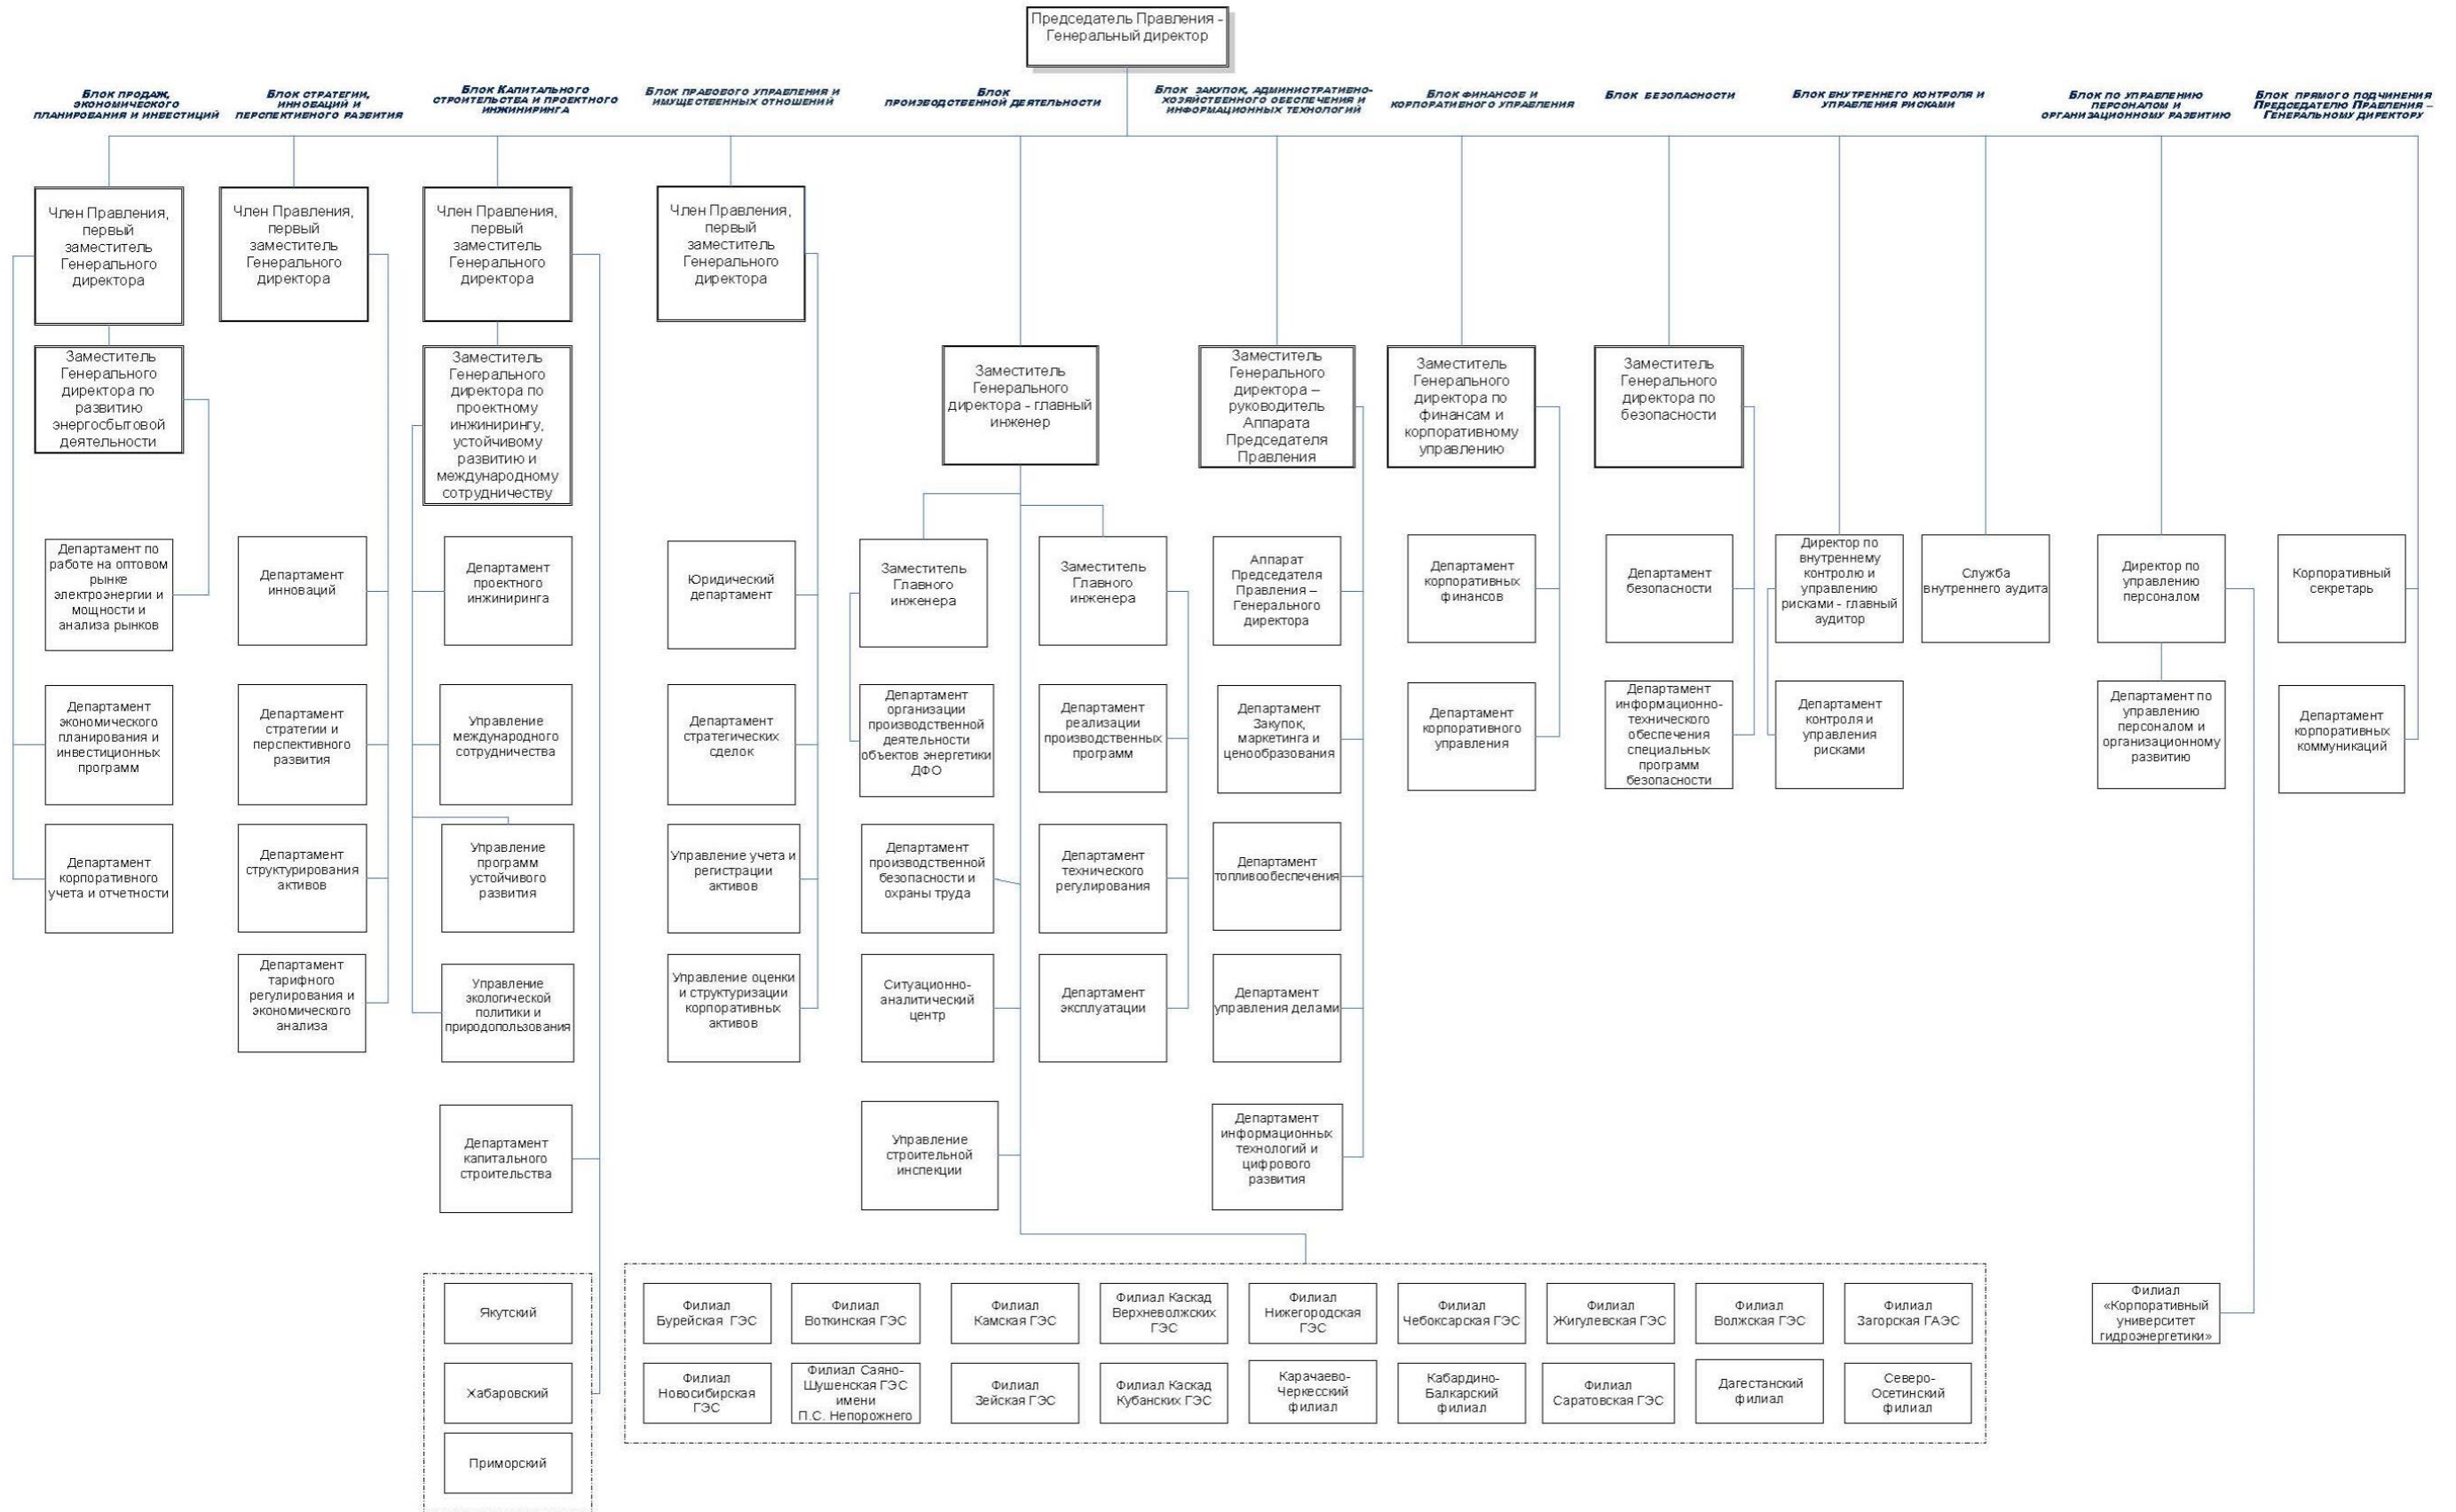 Председатель Правления -
Генеральный директор
Блок продаж,
экономического
планирования и инвестиций
Блок стратегии,
инноваций и
перспективного развития
Блок Капитального
строительства и проектного
инжиниринга
Блок правового управления и
имущественных отношений
Блок
производственной деятельности
Блок закупок, административно-
хозяйственного обеспечения и
информационных технологий
Блок финансов и
корпоративного управления
Блок безопасности
Блок внутреннего контроля и
управления рисками
Блок по управлению
персоналом и
организационному развитию
Блок прямого подчинения
Председателю Правления –
Генеральному директору
Член Правления,
первый
заместитель
Генерального
директора
Член Правления,
первый
заместитель
Генерального
директора
Член Правления,
первый
заместитель
Генерального
директора
Член Правления,
первый
заместитель
Генерального
директора
Заместитель
Генерального
директора по
развитию
энергосбытовой
деятельности
Заместитель
Генерального
директора по
проектному
инжинирингу,
устойчивому
развитию и
международному
сотрудничеству
Заместитель
Генерального
директора - главный
инженер
Заместитель
Генерального
директора –
руководитель
Аппарата
Председателя
Правления
Заместитель
Генерального
директора по
финансам и
корпоративному
управлению
Заместитель
Генерального
директора по
безопасности
Департамент по
работе на оптовом
рынке
электроэнергии и
мощности и
анализа рынков
Департамент
инноваций
Департамент
проектного
инжиниринга
Юридический
департамент
Заместитель
Главного
инженера
Заместитель
Главного
инженера
Аппарат
Председателя
Правления –
Генерального
директора
Департамент
корпоративных
финансов
Департамент
безопасности
Директор по
внутреннему
контролю и
управлению
рисками - главный
аудитор
Служба
внутреннего аудита
Директор по
управлению
персоналом
Корпоративный
секретарь
Департамент
экономического
планирования и
инвестиционных
программ
Департамент
стратегии и
перспективного
развития
Управление
международного
сотрудничества
Департамент
стратегических
сделок
Департамент
организации
производственной
деятельности
объектов энергетики
ДФО
Департамент
реализации
производственных
программ
Департамент
Закупок,
маркетинга и
ценообразования
Департамент
корпоративного
управления
Департамент
информационно-
технического
обеспечения
специальных
программ
безопасности
Департамент
контроля и
управления
рисками
Департамент по
управлению
персоналом и
организационному
развитию
Департамент
корпоративных
коммуникаций
Департамент
корпоративного
учета и отчетности
Департамент
структурирования
активов
Управление
программ
устойчивого
развития
Управление учета и
регистрации
активов
Департамент
производственной
безопасности и
охраны труда
Департамент
технического
регулирования
Департамент
топливообеспечения
Департамент
тарифного
регулирования и
экономического
анализа
Управление
экологической
политики и
природопользования
Управление оценки
и структуризации
корпоративных
активов
Ситуационно-
аналитический
центр
Департамент
эксплуатации
Департамент
управления делами
Департамент
капитального
строительства
Управление
строительной
инспекции
Департамент
информационных
технологий и
цифрового
развития
Якутский
Филиал
Бурейская ГЭС
Филиал
Воткинская ГЭС
Филиал
Камская ГЭС
Филиал Каскад
Верхневолжских
ГЭС
Филиал
Нижегородская
ГЭС
Филиал
Чебоксарская ГЭС
Филиал
Жигулевская ГЭС
Филиал
Волжская ГЭС
Филиал
Загорская ГАЭС
Филиал
«Корпоративный
университет
гидроэнергетики»
Хабаровский
Филиал
Новосибирская
ГЭС
Филиал Саяно-
Шушенская ГЭС
имени
П.С. Непорожнего
Филиал
Зейская ГЭС
Филиал Каскад
Кубанских ГЭС
Карачаево-
Черкесский
филиал
Кабардино-
Балкарский
филиал
Филиал
Саратовская ГЭС
Дагестанский
филиал
Северо-
Осетинский
филиал
Приморский